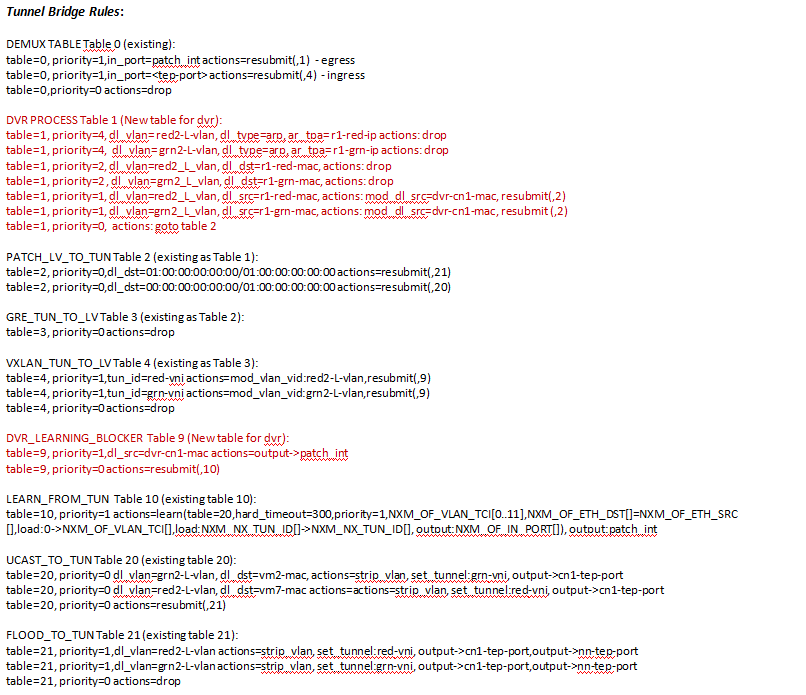 Tunnel Bridge Rules:
DEMUX TABLE Table 0 (existing):
table=0, priority=1,in_port=patch_int actions=resubmit(,1) - egress
table=0, priority=1,in_port=<tep-port> actions=resubmit(,4) - ingress
table=0,priority=0 actions=drop
DVR PROCESS Table 1 (New table for dvr):
table=1, priority=4, dl_vlan=red2-L-vlan, dl_type=arp, ar_tpa=r1-red-ip actions: drop
table=1, priority=4, dl_vlan=grn2-L-vlan, dl_tvpe=arp, ar_tpa=r1-grn-ip actions: drop
table=1, priority=2, dl_vlan=red2_L_vlan, dl_dst=r1-red-mac, actions: drop
table=1, priority=2, dl_vlan=grn2_L_vlan, dl_dst=r1-grn-mac, actions: drop
table=1, priority=1, dl_vlan=red2_L_vlan, dl_src=r1-red-mac, actions: mod_dl_src=dvr-cn1-mac, resubmit(,2)
table=1, priority=1, dl_vlan=grn2_L_vlan, dl_src=r1-grn-mac, actions: mod_dl_src=dvr-cn1-mac, resubmit (,2)
table=1, priority=0, actions: goto table 2
PATCH_LV_TO_TUN Table 2 (existing as Table 1):
table=2, priority=0,dl_dst=01:00:00:00:00:00/01:00:00:00:00:00 actions=resubmit(,21)
table=2, priority=0,dl_dst=00:00:00:00:00:00/01:00:00:00:00:00 actions=resubmit(,20)
GRE_TUN_TO_LV Table 3 (existing as Table 2):
table=3, priority=0 actions=drop
VXLAN_TUN_TO_LV Table 4 (existing as Table 3):
table=4, priority=1,tun_id=red-vni actions=mod_vlan_vid:red2-L-vlan,resubmit(,9)
table=4, priority=1,tun_id=grn-vni actions=mod_vlan_vid:grn2-L-vlan,resubmit(,9)
table=4, priority=0 actions=drop
DVR_LEARNING_BLOCKER Table 9 (New table for dvr):
table=9, priority=1,dl_src=dvr-cn1-mac actions=output->patch_int
table=9, priority=0 actions=resubmit(,10)
LEARN_FROM_TUN Table 10 (existing table 10):
table=10, priority=1 actions=learn(table=20,hard_timeout=300,priority=1,NXM_OF_VLAN_TCI[0..11],NXM_OF_ETH_DST[]=NXM_OF_ETH_SRC
[],load:0->NXM_OF_VLAN_TCI[],load:NXM_NX_TUN_ID[]->NXM_NX_TUN_ID[], output:NXM_OF_IN_PORT[]), output:patch_int
UCAST_TO_TUN Table 20 (existing table 20):
table=20, priority=0 dl_vlan=grn2-L-vlan, dl_dst=vm2-mac, actions=strip_vlan, set_tunnel:grn-vni, output->cn1-tep-port
table=20, priority=0 dl_vlan=red2-L-vlan, dl_dst=vm7-mac actions=actions=strip_vlan, set_tunnel:red-vni, output->cn1-tep-port
table=20, priority=0 actions=resubmit(,21)
FLOOD_TO_TUN Table 21 (existing table 21):
table=21, priority=1,dl_vlan=red2-L-vlan actions=strip_vlan, set_tunnel:red-vni, output->cn1-tep-port,output->nn-tep-port
table=21, priority=1,dl_vlan=grn2-L-vlan actions=strip_vlan, set_tunnel:grn-vni, output->cn1-tep-port,output->nn-tep-port
table=21, priority=0 actions=drop